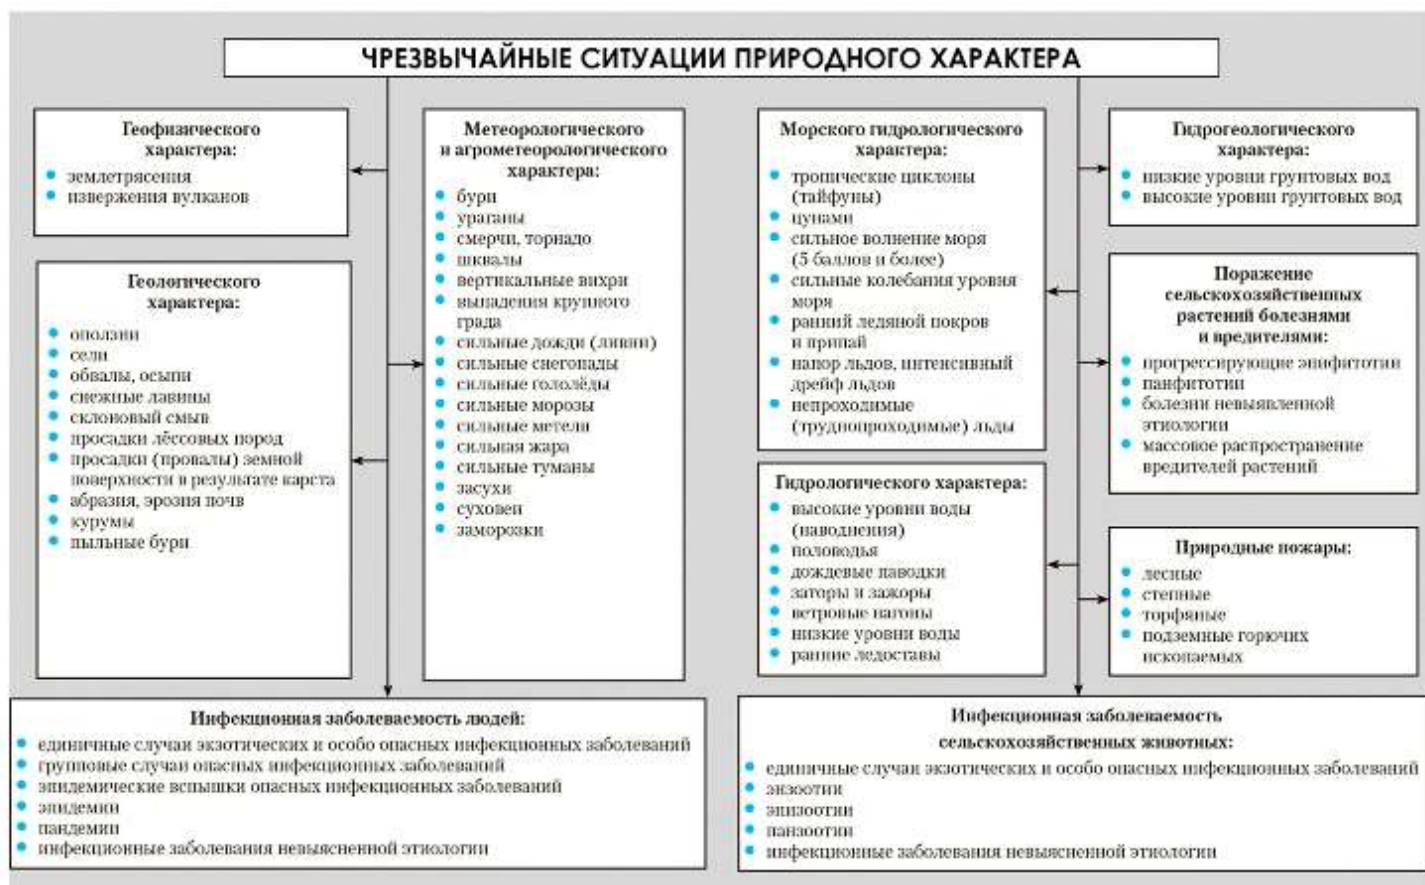 ЧРЕЗВЫЧАЙНЫЕ СИТУАЦИИ ПРИРОДНОГО ХАРАКТЕРА
Геофизического
характера:
землетрясения
извержения вулканов
Геологического
характера:
оползни
сели
обвалы, осыпи
снежные лавины
склоновый смыв
просадки лёссовых пород
просадки (провалы) земной
поверхности в результате карста
абразия, эрозия почв
курумы
пыльные бури
Метеорологического
и агрометеорологического
характера:
бури
ураганы
смерчи, торнадо
шквалы
вертикальные вихри
выпадения крупного
града
сильные дожди (ливни)
сильные снегопады
сильные гололёды
сильные морозы
сильные метели
сильная жара
сильные туманы
засухи
суховеи
заморозки
Морского гидрологического
характера:
тропические циклоны
(тайфуны)
цунами
сильное волнение моря
(5 баллов и более)
сильные колебания уровня
моря
ранний ледяной покров
и припай
напор льдов, интенсивный
дрейф льдов
непроходимые
(труднопроходимые) льды
Гидрологического характера:
высокие уровни воды
(наводнения)
половодья
дождевые паводки
заторы и зажоры
ветровые нагоны
низкие уровни воды
ранние ледоставы
Гидрогеологического
характера:
низкие уровни грунтовых вод
высокие уровни грунтовых вод
Поражение
сельскохозяйственных
растений болезнями
и вредителями:
прогрессирующие эпифитотии
панфитотии
болезни невыявленной
этиологии
массовое распространение
вредителей растений
Природные пожары:
лесные
степные
торфяные
подземные горючих
ископаемых
Инфекционная заболеваемость людей:
единичные случаи экзотических и особо опасных инфекционных заболеваний
групповые случаи опасных инфекционных заболеваний
эпидемические вспышки опасных инфекционных заболеваний
эпидемии
пандемии
инфекционные заболевания невыясненной этиологии
Инфекционная заболеваемость
сельскохозяйственных животных:
единичные случаи экзотических и особо опасных инфекционных заболеваний
энзоотии
эпизоотии
панзоотии
инфекционные заболевания невыясненной этиологии